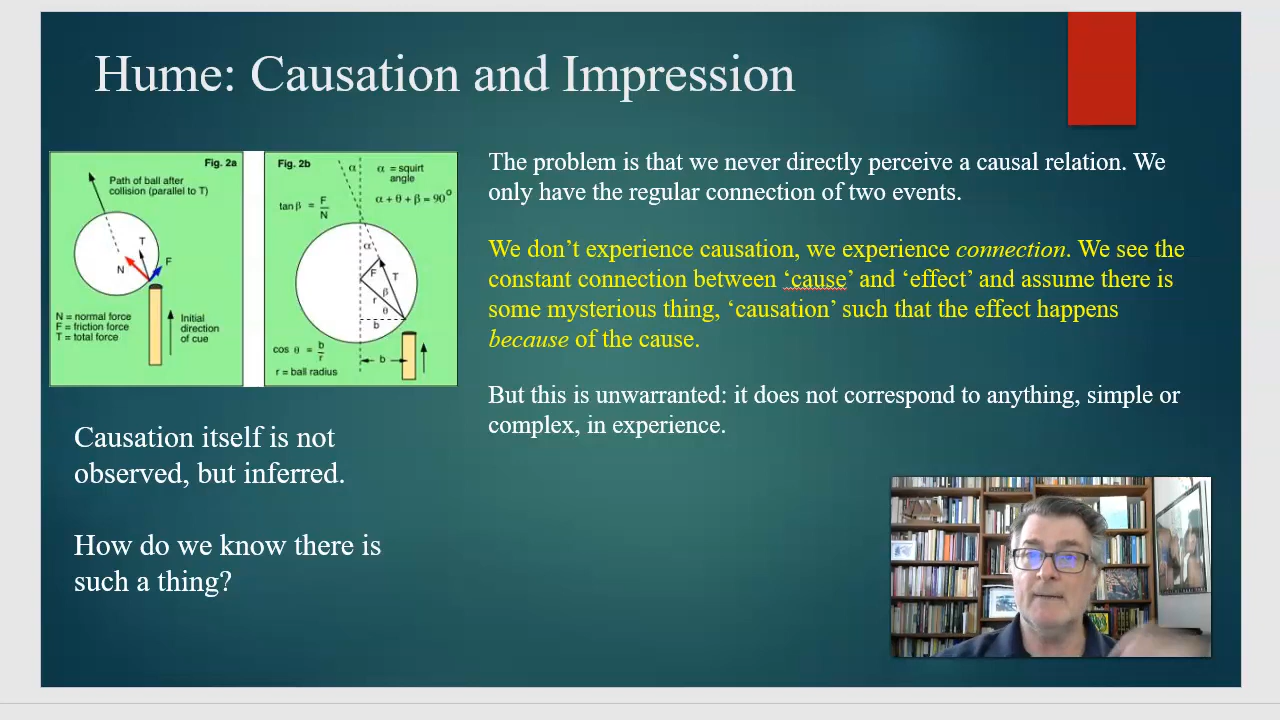 Hume: Causation and Impression
Fig. 2a
Path of ball after
collision (parallel to T)
T
N
F
N = normal force
F = friction force
T = total force
Initial
direction
of cue
Fig. 2b
α
α = squirt
angle
tan β = F
N
α + θ + β = 90°
α
F
T
β
r
θ
b
cos θ = b
r
b
r = ball radius
Causation itself is not
observed, but inferred.
How do we know there is
such a thing?
The problem is that we never directly perceive a causal relation. We
only have the regular connection of two events.
We don’t experience causation, we experience connection. We see the
constant connection between ‘cause’ and ‘effect’ and assume there is
some mysterious thing, ‘causation’ such that the effect happens
because of the cause.
But this is unwarranted: it does not correspond to anything, simple or
complex, in experience.